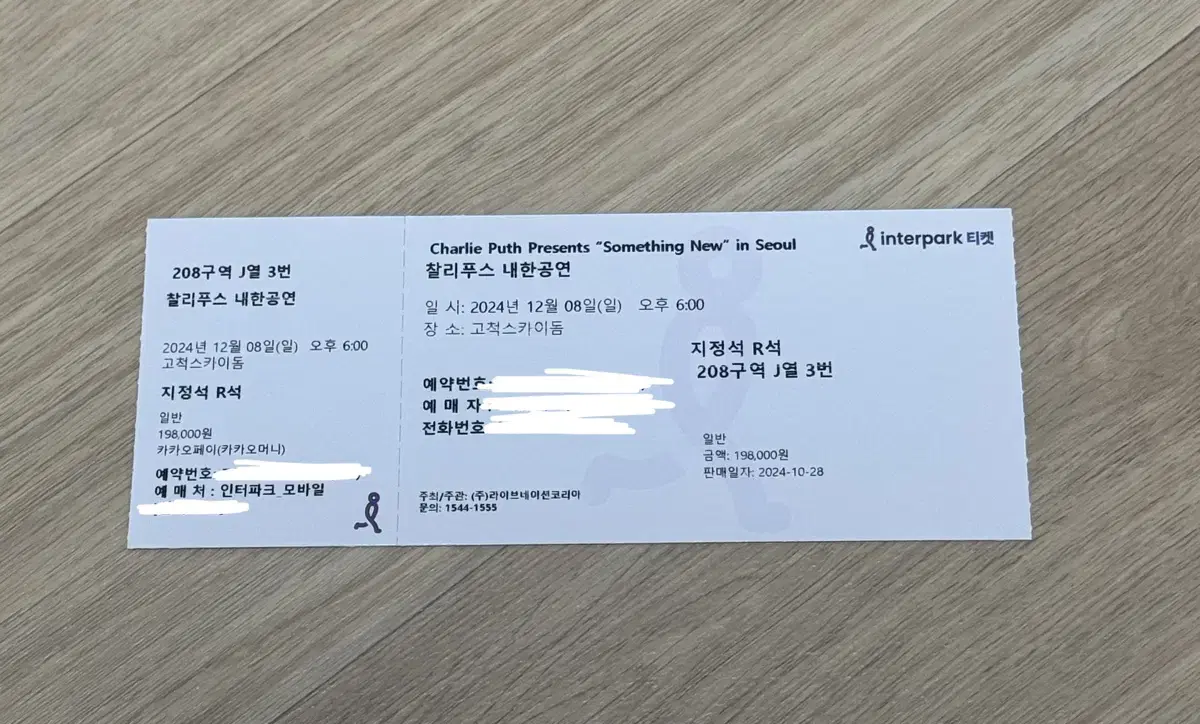 208구역 J열 3번
찰리푸스 내한공연
2024년 12월 08일(일) 오후 6:00
고척스카이돔
지정석 R석
일반
198,000원
카카오페이(카카오머니)
예약번호:
예 매 처 : 인터파크_모바일
Charlie Puth Presents "Something New" in Seoul
찰리푸스 내한공연
일 시: 2024년 12월 08일(일) 오후 6:00
장 소: 고척스카이돔
예약번호:
예 매 자:
전화번호
주최/주관: (주)라이브네이션코리아
문의: 1544-1555
interpark 티켓
지정석 R석
208구역 J열 3번
일반
금액: 198,000원
판매일자: 2024-10-28